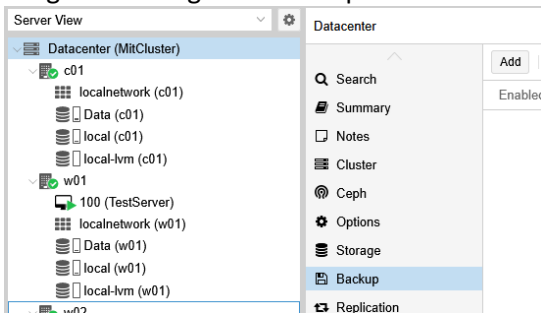 Server View
Datacenter (MitCluster)
c01
localnetwork (c01)
Data (c01)
local (c01)
local-lvm (c01)
w01
100 (TestServer)
localnetwork (w01)
Data (w01)
local (w01)
local-lvm (w01)
w02
Datacenter
Search
Summary
Notes
Cluster
Ceph
Options
Storage
Backup
Replication
Add